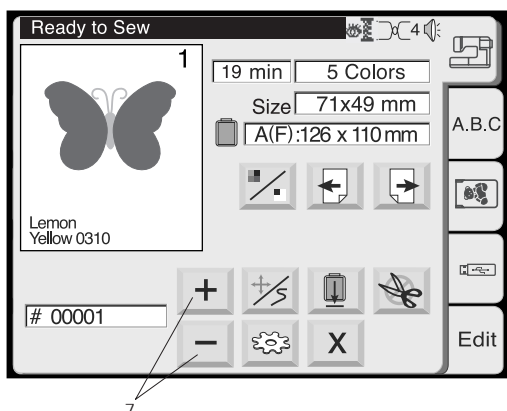 Ready to Sew
4
1
19 min
5 Colors
Size
71x49 mm
A(F):126 x 110 mm
A.B.C
Lemon
Yellow 0310
+
# 00001
−
X
Edit
7